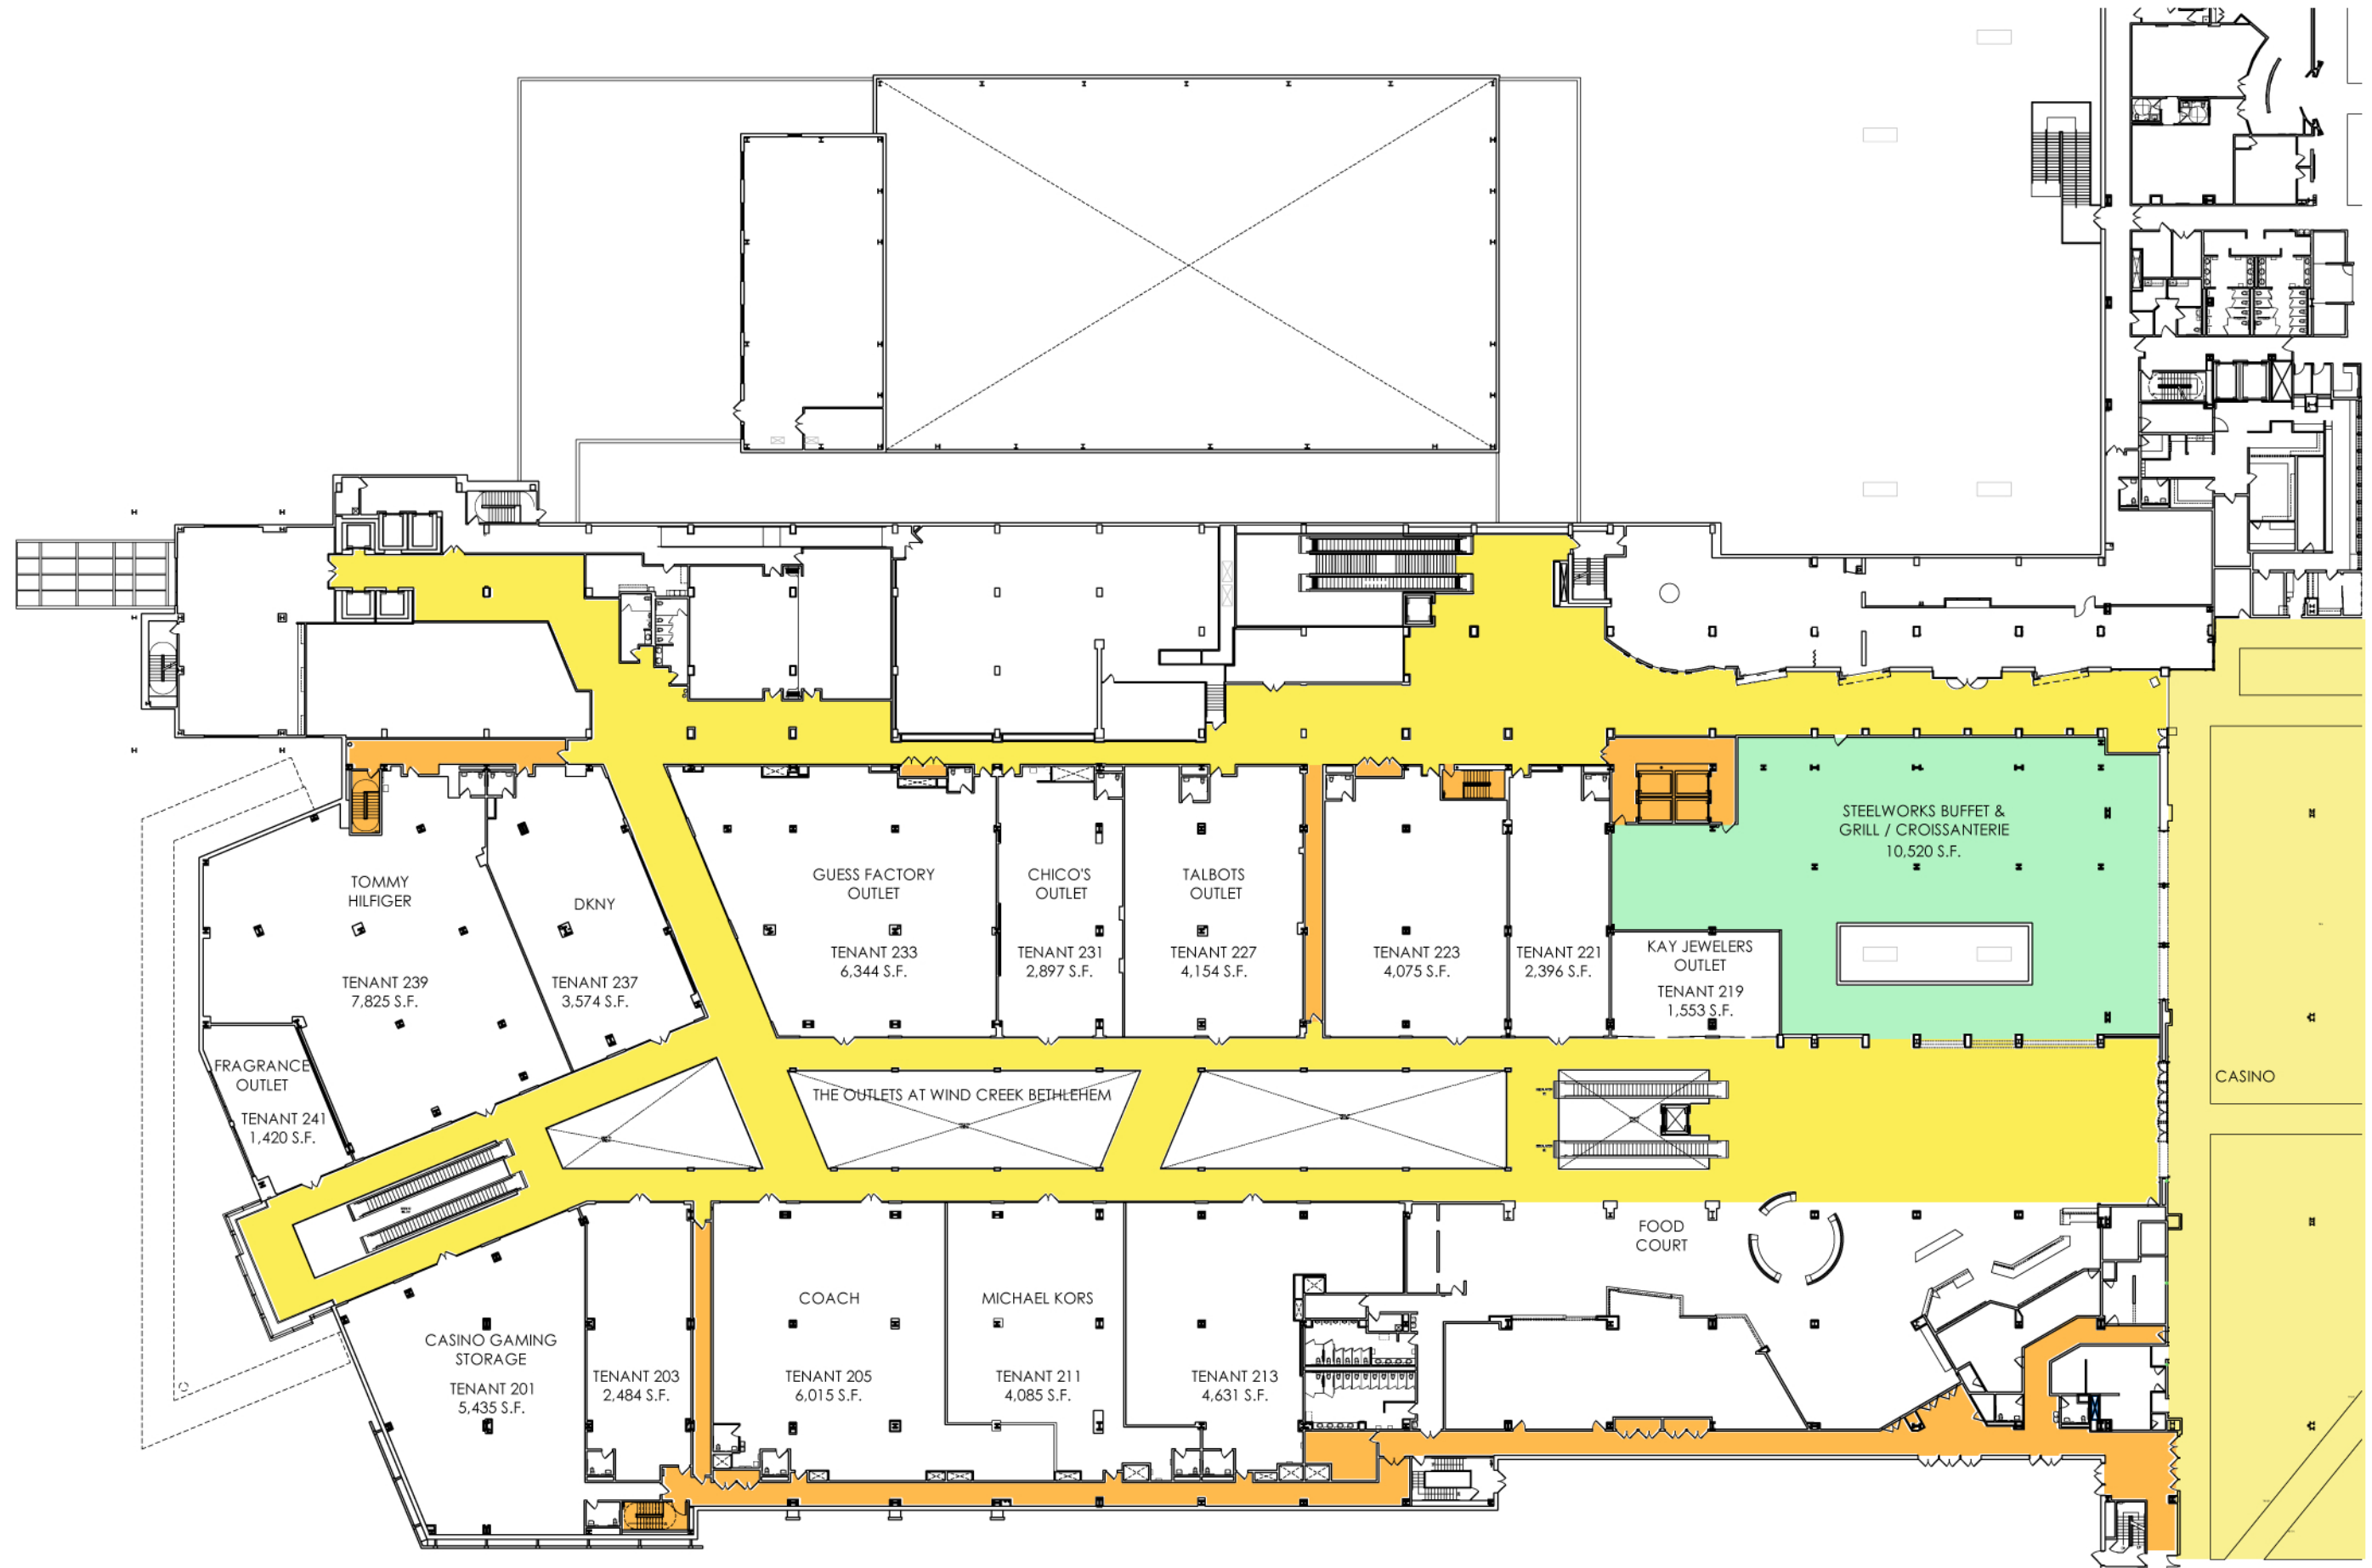 STEELWORKS BUFFET &
GRILL / CROISSANTERIE
10,520 S.F.
TOMMY
HILFIGER
TENANT 239
7,825 S.F.
DKNY
TENANT 237
3,574 S.F.
GUESS FACTORY
OUTLET
TENANT 233
6,344 S.F.
CHICO'S
OUTLET
TENANT 231
2,897 S.F.
TALBOTS
OUTLET
TENANT 227
4,154 S.F.
TENANT 223
4,075 S.F.
TENANT 221
2,396 S.F.
KAY JEWELERS
OUTLET
TENANT 219
1,553 S.F.
FRAGRANCE
OUTLET
TENANT 241
1,420 S.F.
THE OUTLETS AT WIND CREEK BETHLEHEM
CASINO
FOOD
COURT
CASINO GAMING
STORAGE
TENANT 201
5,435 S.F.
TENANT 203
2,484 S.F.
COACH
TENANT 205
6,015 S.F.
MICHAEL KORS
TENANT 211
4,085 S.F.
TENANT 213
4,631 S.F.